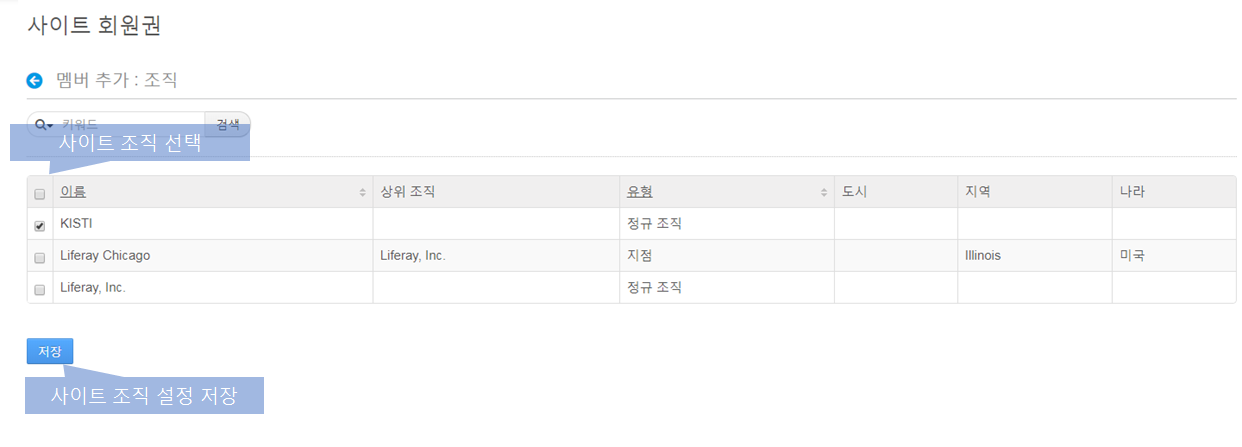 사이트 회원권
멤버 추가 : 조직
키워드 검색
사이트 조직 선택
이름 상위 조직 유형 도시 지역 나라
KISTI 정규 조직
Liferay Chicago Liferay, Inc. 지점 Illinois 미국
Liferay, Inc. 정규 조직
저장
사이트 조직 설정 저장